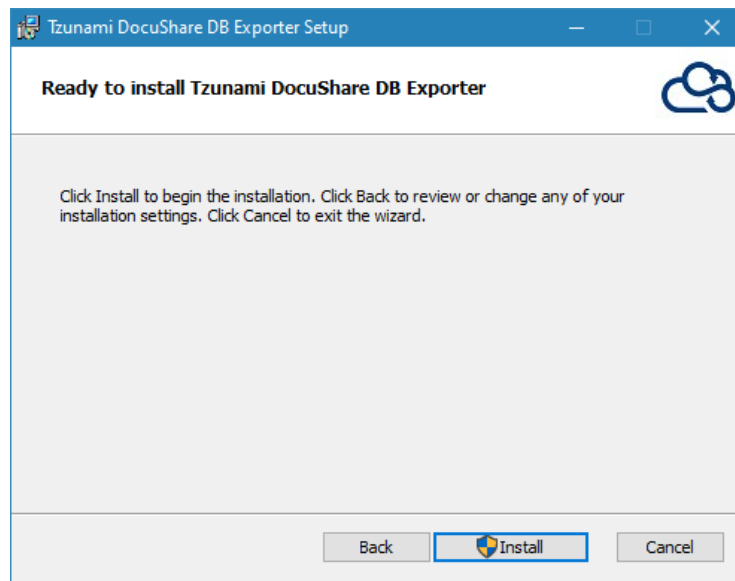 Tzunami DocuShare DB Exporter Setup
Ready to install Tzunami DocuShare DB Exporter
Click Install to begin the installation. Click Back to review or change any of your
installation settings. Click Cancel to exit the wizard.
Back
Install
Cancel